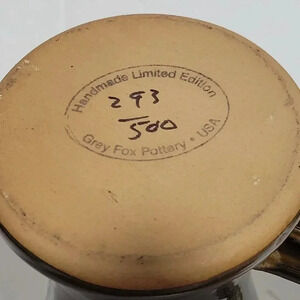 Handmade Limited Edition
293
500
Grey Fox Pottery • USA